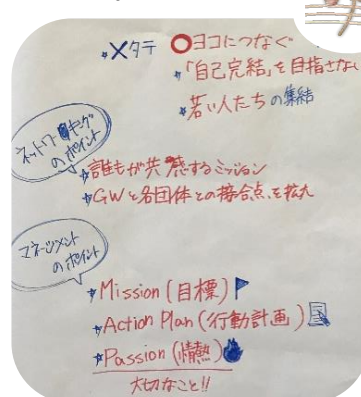 ★×タテ ○ヨコにつなぐ
★「自己完結」を目指さない
★若い人たちの集結
ネットワーキング
のポイント
★誰もが共感するミッション
★GWと各団体との接合点を拡大
マネージメント
のポイント
★Mission(目標)
★Action Plan(行動計画)
★Passion(情熱)
大切なこと!!